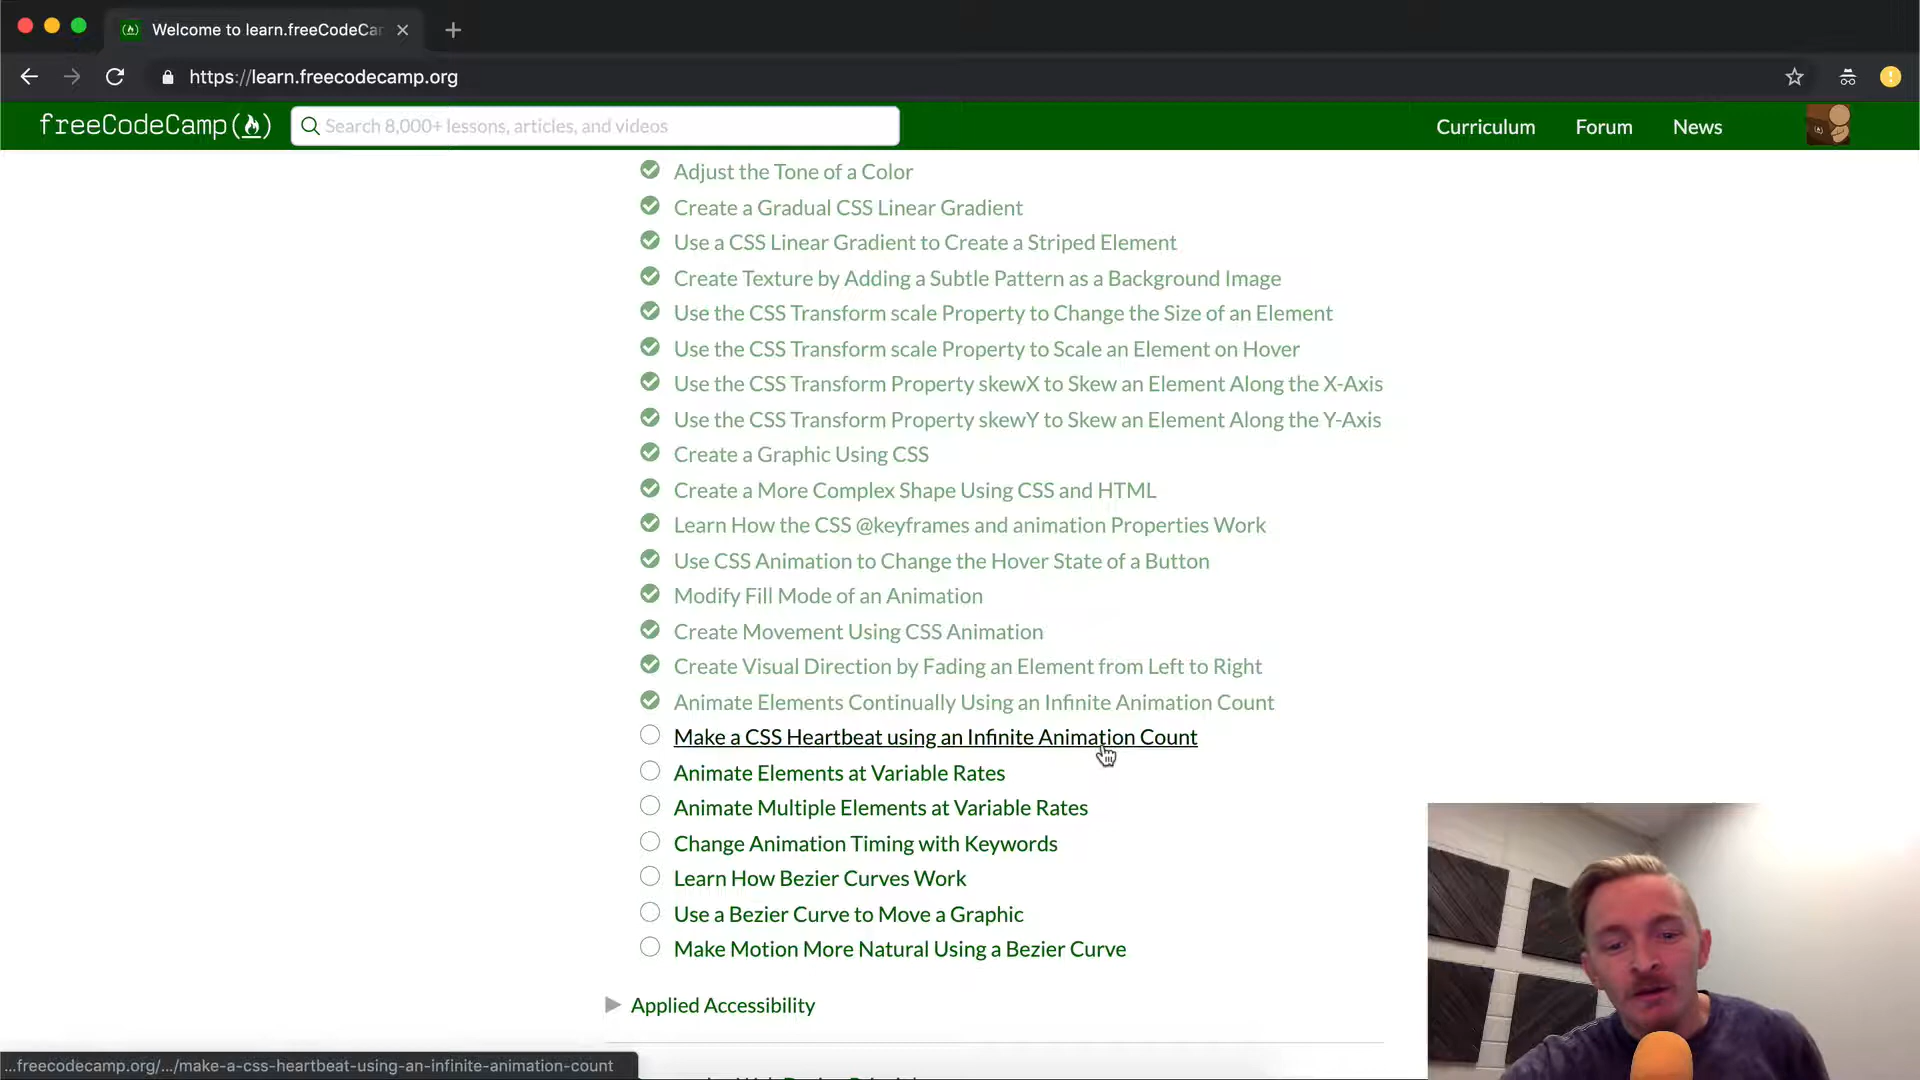 Welcome to learn.freeCodeCar
https://learn.freecodecamp.org
freeCodeCamp
Search 8,000+ lessons, articles, and videos
Curriculum
Forum
News
Adjust the Tone of a Color
Create a Gradual CSS Linear Gradient
Use a CSS Linear Gradient to Create a Striped Element
Create Texture by Adding a Subtle Pattern as a Background Image
Use the CSS Transform scale Property to Change the Size of an Element
Use the CSS Transform scale Property to Scale an Element on Hover
Use the CSS Transform Property skewX to Skew an Element Along the X-Axis
Use the CSS Transform Property skewY to Skew an Element Along the Y-Axis
Create a Graphic Using CSS
Create a More Complex Shape Using CSS and HTML
Learn How the CSS @keyframes and animation Properties Work
Use CSS Animation to Change the Hover State of a Button
Modify Fill Mode of an Animation
Create Movement Using CSS Animation
Create Visual Direction by Fading an Element from Left to Right
Animate Elements Continually Using an Infinite Animation Count
Make a CSS Heartbeat using an Infinite Animation Count
Animate Elements at Variable Rates
Animate Multiple Elements at Variable Rates
Change Animation Timing with Keywords
Learn How Bezier Curves Work
Use a Bezier Curve to Move a Graphic
Make Motion More Natural Using a Bezier Curve
Applied Accessibility
...freecodecamp.org/.../make-a-css-heartbeat-using-an-infinite-animation-count